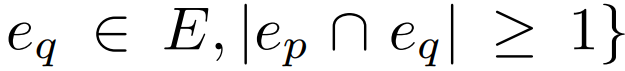 e_q ∈ E, |e_p ∩ e_q| ≥ 1}